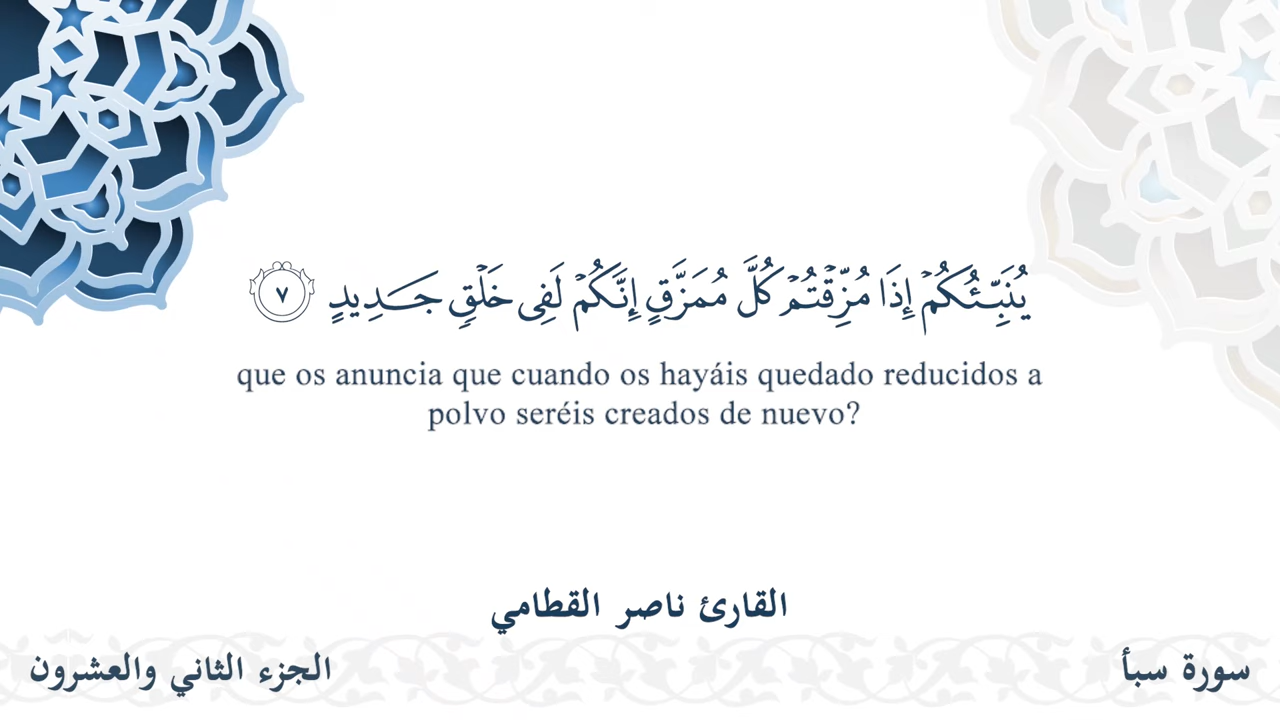 يُنَبِّئُكُمْ إِذَا مُزِّقْتُمْ كُلَّ مُمَزَّقٍ إِنَّكُمْ لَفِى خَلْقٍ جَدِيدٍ ٧
que os anuncia que cuando os hayáis quedado reducidos a
polvo seréis creados de nuevo?
القارئ ناصر القطامي
سورة سبأ
الجزء الثاني والعشرون